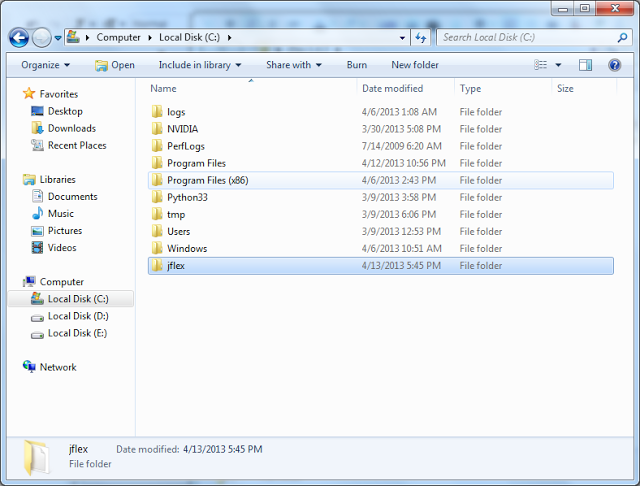 Computer Local Disk (C:) Search Local Disk (C:)
Organize Open Include in library Share with Burn New folder
Name Date modified Type Size
Favorites
Desktop
Downloads
Recent Places
Libraries
Documents
Music
Pictures
Videos
Computer
Local Disk (C:)
Local Disk (D:)
Local Disk (E:)
Network
logs 4/6/2013 1:08 AM File folder
NVIDIA 3/30/2013 5:08 PM File folder
PerfLogs 7/14/2009 6:20 AM File folder
Program Files 4/12/2013 10:56 PM File folder
Program Files (x86) 4/6/2013 2:43 PM File folder
Python33 3/9/2013 3:58 PM File folder
tmp 3/9/2013 6:06 PM File folder
Users 3/9/2013 12:53 PM File folder
Windows 4/6/2013 10:51 AM File folder
jflex 4/13/2013 5:45 PM File folder
jflex Date modified: 4/13/2013 5:45 PM
File folder